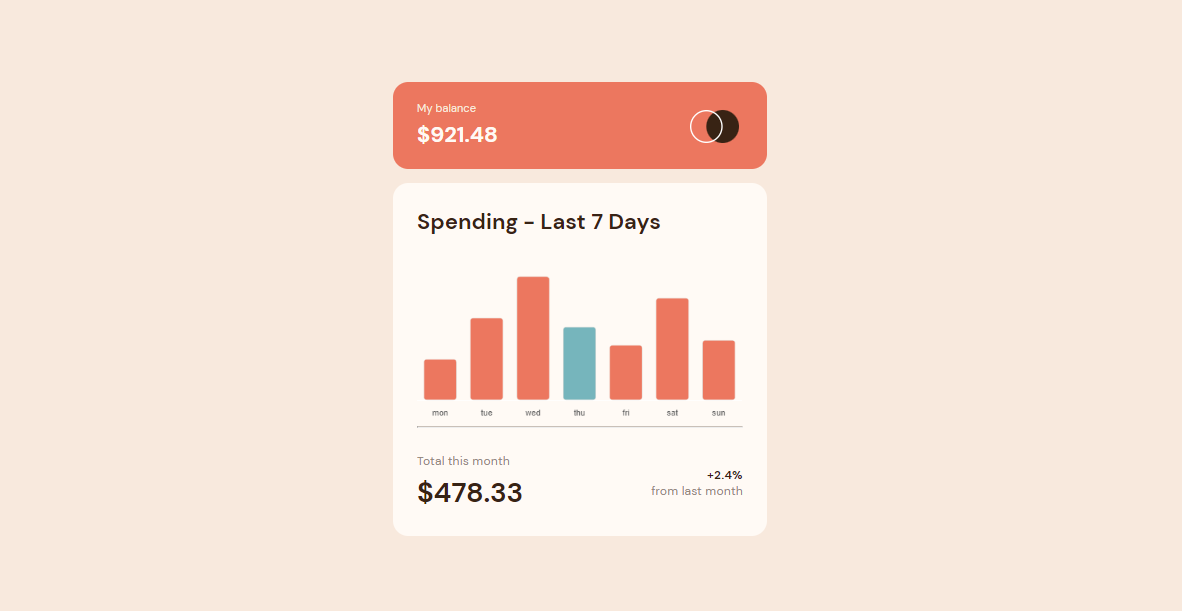 My balance
$921.48
Spending - Last 7 Days
mon tue wed thu fri sat sun
Total this month
$478.33
+2.4%
from last month